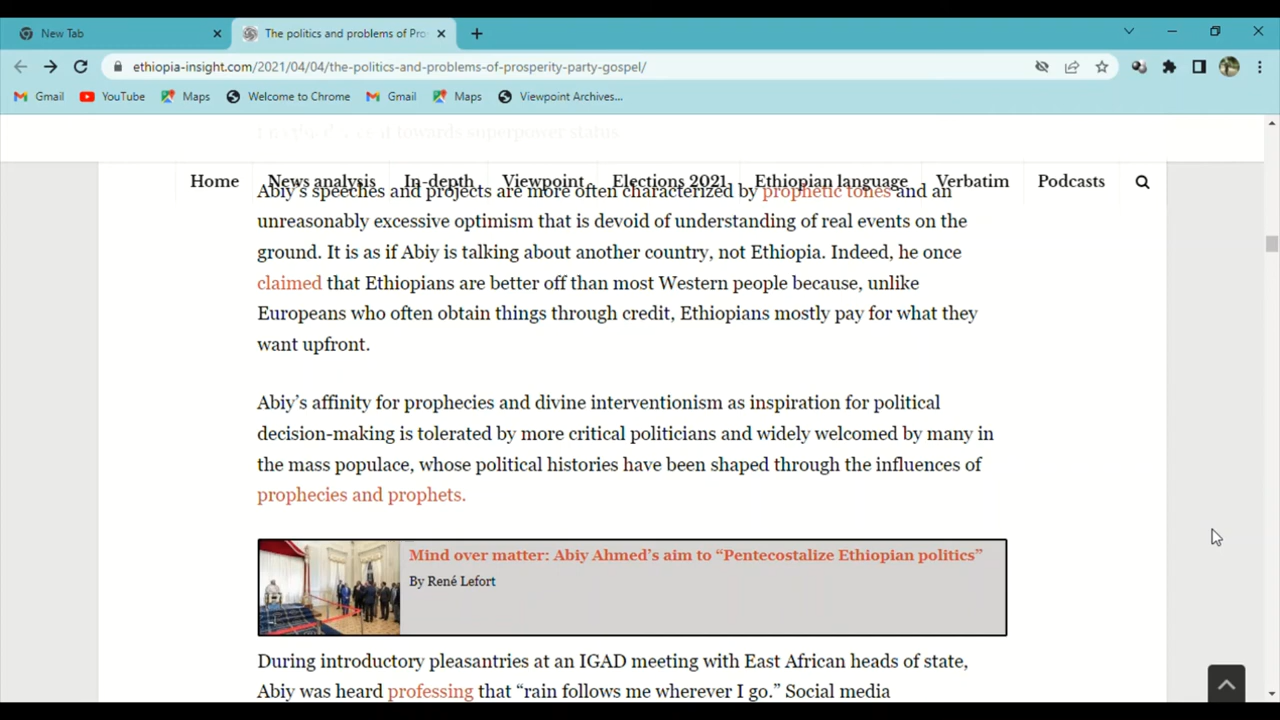 New Tab
The politics and problems of Pro
ethiopia-insight.com/2021/04/04/the-politics-and-problems-of-prosperity-party-gospel/
Gmail YouTube Maps Welcome to Chrome Gmail Maps Viewpoint Archives...
towards superpower status
Home News analysis In-depth Viewpoint Elections 2021 Ethiopian language Verbatim Podcasts
Abiy's speeches and projects are more often characterized by prophetic tones and an
unreasonably excessive optimism that is devoid of understanding of real events on the
ground. It is as if Abiy is talking about another country, not Ethiopia. Indeed, he once
claimed that Ethiopians are better off than most Western people because, unlike
Europeans who often obtain things through credit, Ethiopians mostly pay for what they
want upfront.
Abiy's affinity for prophecies and divine interventionism as inspiration for political
decision-making is tolerated by more critical politicians and widely welcomed by many in
the mass populace, whose political histories have been shaped through the influences of
prophecies and prophets.
Mind over matter: Abiy Ahmed's aim to “Pentecostalize Ethiopian politics”
By René Lefort
During introductory pleasantries at an IGAD meeting with East African heads of state,
Abiy was heard professing that “rain follows me wherever I go.” Social media